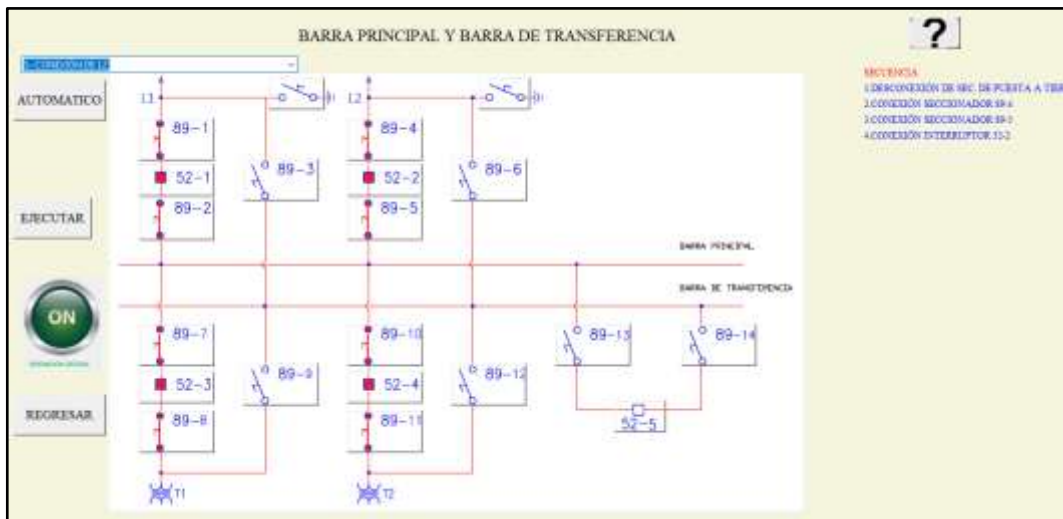 BARRA PRINCIPAL Y BARRA DE TRANSFERENCIA
?
CONEXIÓN DE L2
AUTOMATICO
EJECUTAR
ON
REGRESAR
SECUENCIA
1.DESCONEXIÓN DE SEC. DE PUESTA A TIER
2.CONEXIÓN SECCIONADOR 89-4
3.CONEXIÓN SECCIONADOR 89-5
4.CONEXIÓN INTERRUPTOR 52-2
L1
L2
89-1
89-4
52-1
89-3
52-2
89-6
89-2
89-5
BARRA PRINCIPAL
BARRA DE TRANSFERENCIA
89-7
89-10
89-13
89-14
52-3
89-9
52-4
89-12
89-8
89-11
52-5
T1
T2